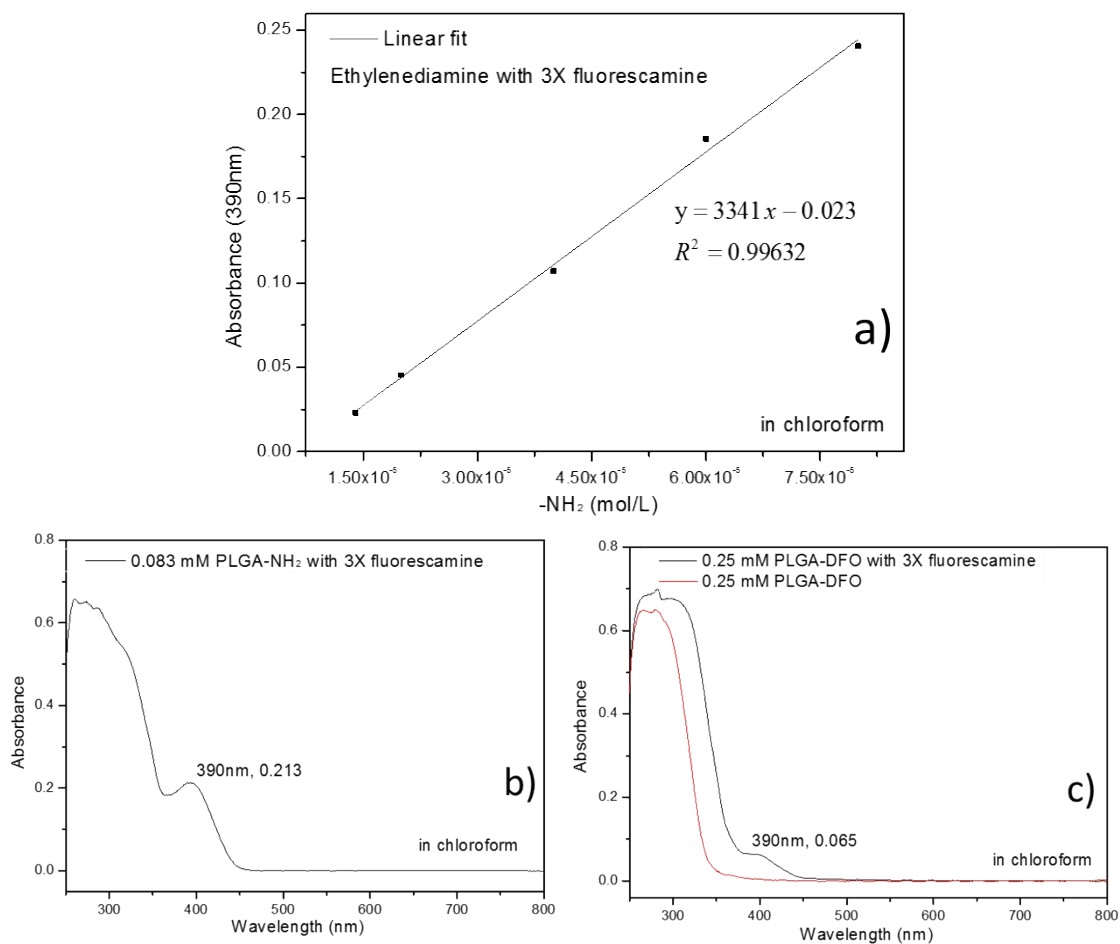 Linear fit
Ethylenediamine with 3X fluorescamine
0.25
0.20
0.15
0.10
0.05
0.00
Absorbance (390nm)
y = 3341x − 0.023
R² = 0.99632
a)
in chloroform
1.50x10⁻⁵ 3.00x10⁻⁵ 4.50x10⁻⁵ 6.00x10⁻⁵ 7.50x10⁻⁵
-NH₂ (mol/L)
0.083 mM PLGA-NH₂ with 3X fluorescamine
0.8
0.6
0.4
0.2
0.0
Absorbance
390nm, 0.213
b)
in chloroform
300 400 500 600 700 800
Wavelength (nm)
0.25 mM PLGA-DFO with 3X fluorescamine
0.25 mM PLGA-DFO
0.8
0.6
0.4
0.2
0.0
Absorbance
390nm, 0.065
c)
in chloroform
300 400 500 600 700 800
Wavelength (nm)